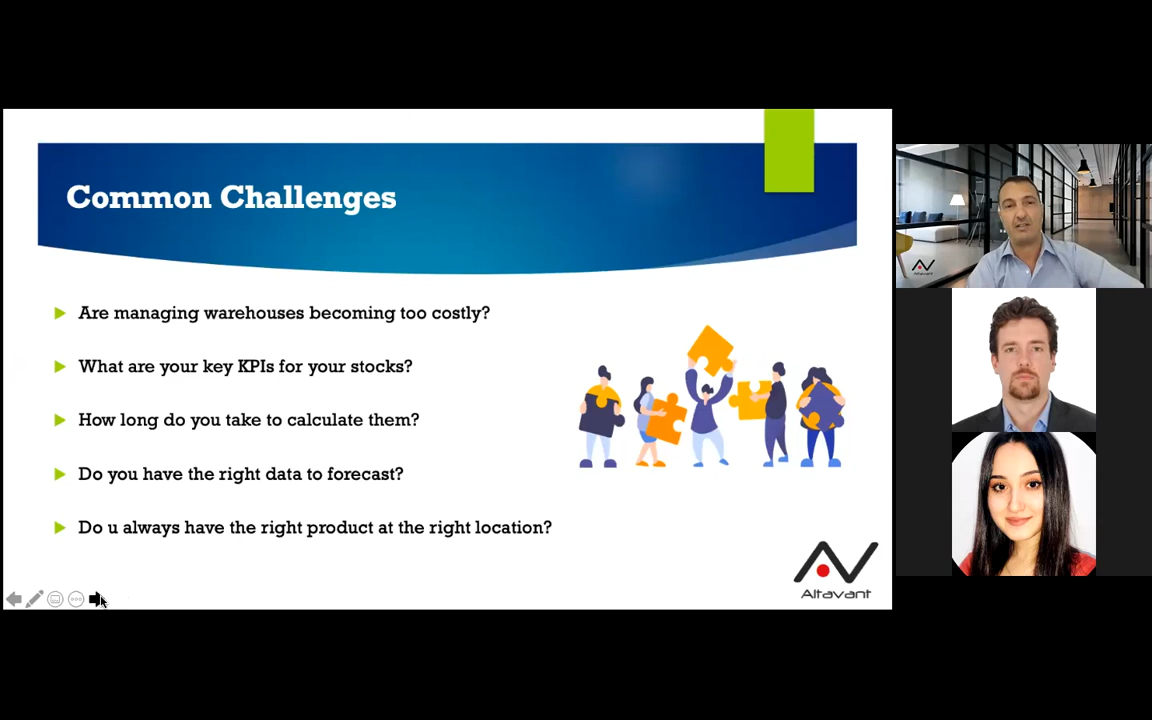 Common Challenges
Are managing warehouses becoming too costly?
What are your key KPIs for your stocks?
How long do you take to calculate them?
Do you have the right data to forecast?
Do u always have the right product at the right location?
Altavant
Altavant